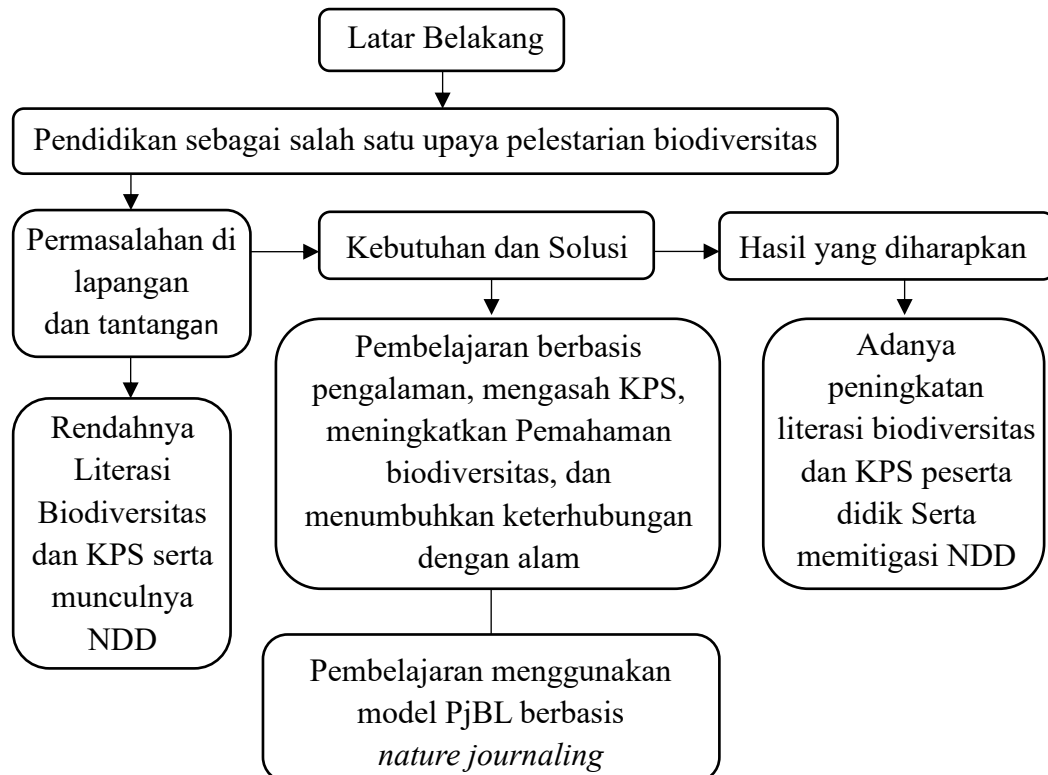 Latar Belakang
Pendidikan sebagai salah satu upaya pelestarian biodiversitas
Permasalahan di
lapangan
dan tantangan
Kebutuhan dan Solusi
Hasil yang diharapkan
Rendahnya
Literasi
Biodiversitas
dan KPS serta
munculnya
NDD
Pembelajaran berbasis
pengalaman, mengasah KPS,
meningkatkan Pemahaman
biodiversitas, dan
menumbuhkan keterhubungan
dengan alam
Adanya
peningkatan
literasi biodiversitas
dan KPS peserta
didik Serta
memitigasi NDD
Pembelajaran menggunakan
model PjBL berbasis
nature journaling